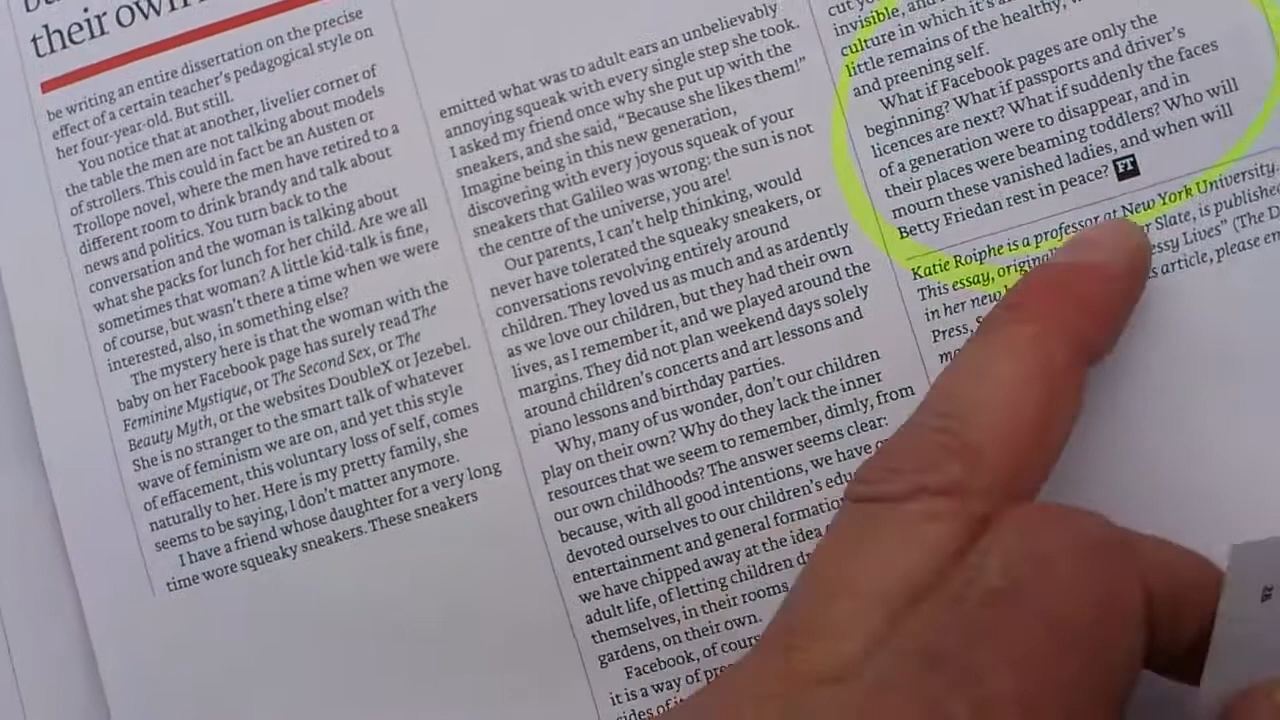 their own
be writing an entire dissertation on the precise
effect of a certain teacher's pedagogical style on
her four-year-old. But still.
You notice that at another, livelier corner of
the table the men are not talking about models
of strollers. This could in fact be an Austen or
Trollope novel, where the men have retired to a
different room to drink brandy and talk about
news and politics. You turn back to the
conversation and the woman is talking about
what she packs for lunch for her child. Are we all
sometimes that woman? A little kid-talk is fine,
of course, but wasn't there a time when we were
interested, also, in something else?
The mystery here is that the woman with the
baby on her Facebook page has surely read The
Feminine Mystique, or The Second Sex, or The
Beauty Myth, or the websites DoubleX or Jezebel.
She is no stranger to the smart talk of whatever
wave of feminism we are on, and yet this style
of effacement, this voluntary loss of self, comes
naturally to her. Here is my pretty family, she
seems to be saying, I don't matter anymore.
I have a friend whose daughter for a very long
time wore squeaky sneakers. These sneakers
emitted what was to adult ears an unbelievably
annoying squeak with every single step she took.
I asked my friend once why she put up with the
sneakers, and she said, "Because she likes them!"
Imagine being in this new generation,
discovering with every joyous squeak of your
sneakers that Galileo was wrong: the sun is not
the centre of the universe, you are!
Our parents, I can't help thinking, would
never have tolerated the squeaky sneakers, or
conversations revolving entirely around
children. They loved us as much and as ardently
as we love our children, but they had their own
lives, as I remember it, and we played around the
margins. They did not plan weekend days solely
around children's concerts and art lessons and
piano lessons and birthday parties.
Why, many of us wonder, don't our children
play on their own? Why do they lack the inner
resources that we seem to remember, dimly, from
our own childhoods? The answer seems clear:
because, with all good intentions, we have
devoted ourselves to our children's
entertainment and general
we have chipped away at the idea
adult life, of letting children
themselves, in their rooms
gardens, on their own.
Facebook, of
it is a way of
sides of
cut
invisible, and
culture in which it's
little remains of the healthy,
and preening self.
What if Facebook pages are only the
beginning? What if passports and driver's
licences are next? What if suddenly the faces
of a generation were to disappear, and in
their places were beaming toddlers? Who will
mourn these vanished ladies, and when will
Betty Friedan rest in peace? FT
Katie Roiphe is a professor at New York University.
This essay, Slate, is
in her new Lives" (The
Press, article, please